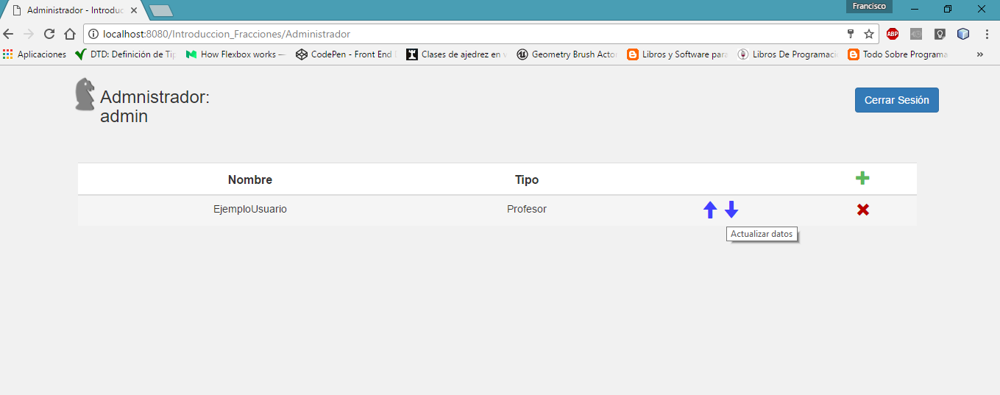 Francisco
Administrador - Introduc
localhost:8080/Introduccion_Fracciones/Administrador
ABP
Aplicaciones DTD: Definición de Tip How Flexbox works — CodePen - Front End Clases de ajedrez en v Geometry Brush Actor Libros y Software para Libros De Programaci Todo Sobre Programa »
Admnistrador:
admin
Cerrar Sesión
Nombre Tipo
EjemploUsuario Profesor
Actualizar datos